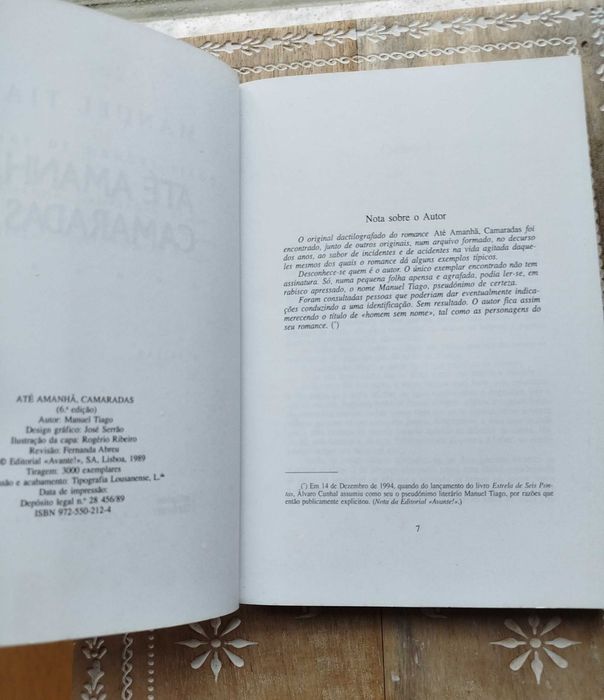 ATÉ AMANHÃ, CAMARADAS
(6.ª edição)
Autor: Manuel Tiago
Design gráfico: José Serrão
Ilustração da capa: Rogério Ribeiro
Revisão: Fernanda Abreu
© Editorial «Avante!», SA, Lisboa, 1989
Tiragem: 3000 exemplares
são e acabamento: Tipografia Lousanense, L.da
Data de impressão:
Depósito legal n.º 28 456/89
ISBN 972-550-212-4
Nota sobre o Autor
O original dactilografado do romance Até Amanhã, Camaradas foi
encontrado, junto de outros originais, num arquivo formado, no decurso
dos anos, ao sabor de incidentes e de acidentes na vida agitada daque-
les mesmos dos quais o romance dá alguns exemplos típicos.
Desconhece-se quem é o autor. O único exemplar encontrado não tem
assinatura. Só, numa pequena folha apensa e agrafada, podia ler-se, em
rabisco apressado, o nome Manuel Tiago, pseudónimo de certeza.
Foram consultadas pessoas que poderiam dar eventualmente indica-
ções conduzindo a uma identificação. Sem resultado. O autor fica assim
merecendo o título de «homem sem nome», tal como as personagens do
seu romance. (*)
(*) Em 14 de Dezembro de 1994, quando do lançamento do livro Estrela de Seis Pon-
tas, Álvaro Cunhal assumiu como seu o pseudónimo literário Manuel Tiago, por razões que
então publicamente explicitou. (Nota da Editorial «Avante!».)
7